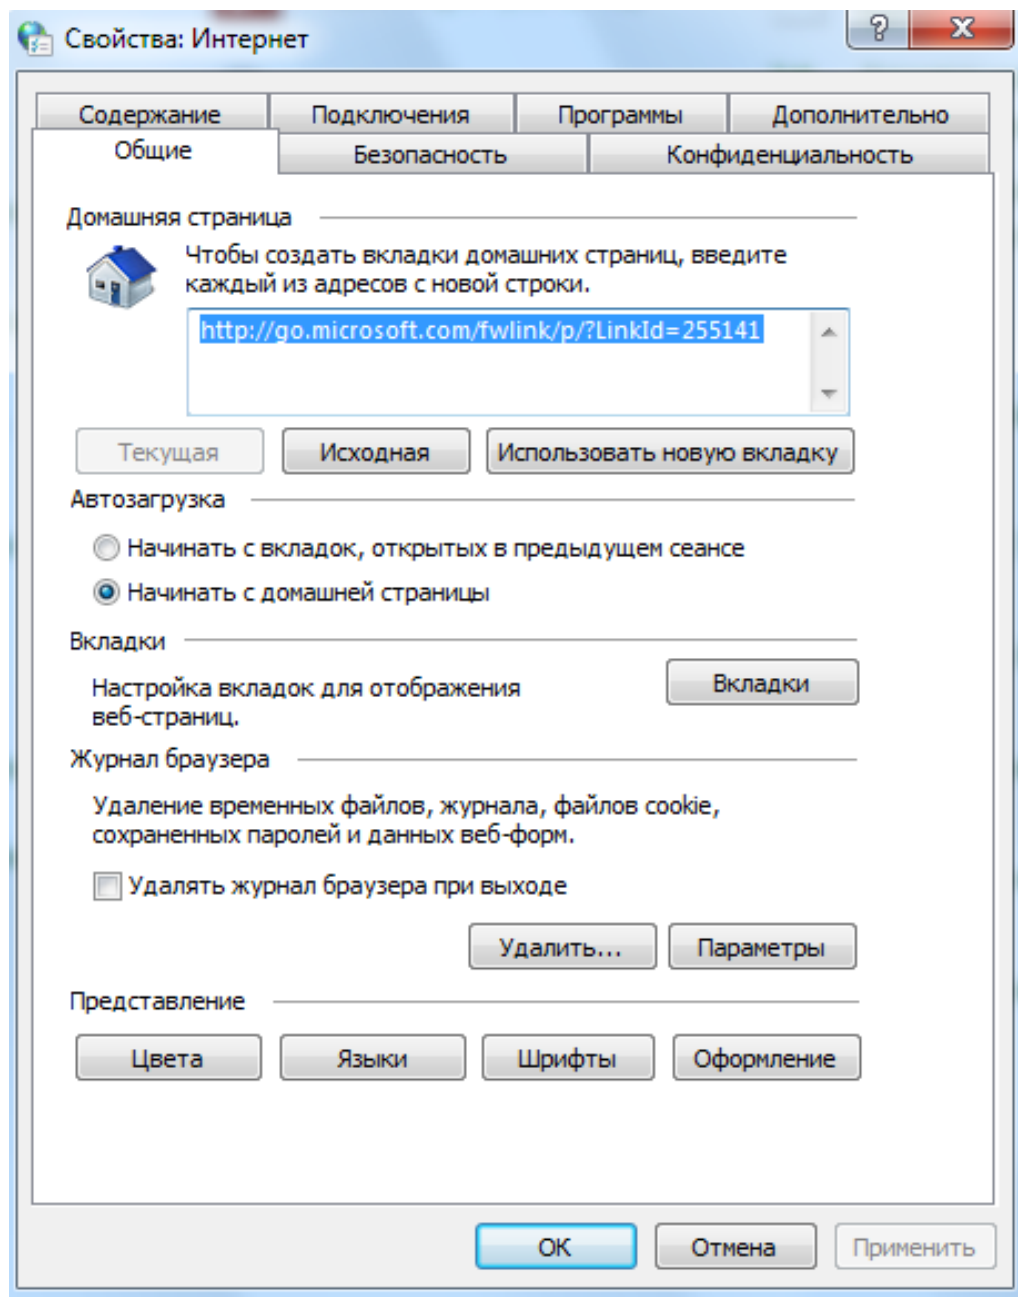 Свойства: Интернет
?
Содержание Подключения Программы Дополнительно
Общие Безопасность Конфиденциальность
Домашняя страница
Чтобы создать вкладки домашних страниц, введите
каждый из адресов с новой строки.
http://go.microsoft.com/fwlink/p/?LinkId=255141
Текущая Исходная Использовать новую вкладку
Автозагрузка
Начинать с вкладок, открытых в предыдущем сеансе
Начинать с домашней страницы
Вкладки
Настройка вкладок для отображения
веб-страниц.
Вкладки
Журнал браузера
Удаление временных файлов, журнала, файлов cookie,
сохраненных паролей и данных веб-форм.
Удалять журнал браузера при выходе
Удалить... Параметры
Представление
Цвета Языки Шрифты Оформление
ОК Отмена Применить